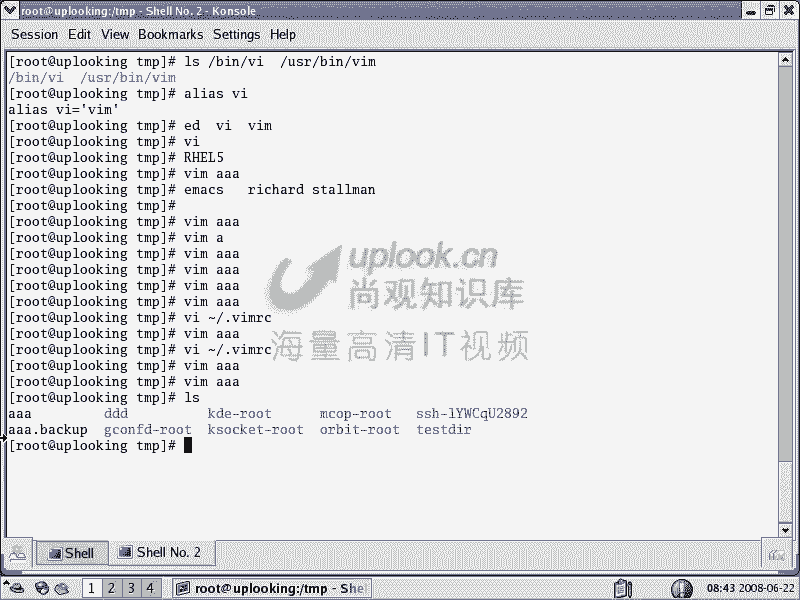 root@uplooking:/tmp - Shell No. 2 - Konsole
Session Edit View Bookmarks Settings Help
[root@uplooking tmp]# ls /bin/vi  /usr/bin/vim
/bin/vi  /usr/bin/vim
[root@uplooking tmp]# alias vi
alias vi='vim'
[root@uplooking tmp]# ed  vi  vim
[root@uplooking tmp]# vi
[root@uplooking tmp]# RHEL5
[root@uplooking tmp]# vim aaa
[root@uplooking tmp]# emacs   richard stallman
[root@uplooking tmp]#
[root@uplooking tmp]# vim aaa
[root@uplooking tmp]# vim a
[root@uplooking tmp]# vim aaa
[root@uplooking tmp]# vim aaa
[root@uplooking tmp]# vim aaa
[root@uplooking tmp]# vim aaa
[root@uplooking tmp]# vi ~/.vimrc
[root@uplooking tmp]# vim aaa
[root@uplooking tmp]# vi ~/.vimrc
[root@uplooking tmp]# vim aaa
[root@uplooking tmp]# vim aaa
[root@uplooking tmp]# ls
aaa         ddd          kde-root      mcop-root   ssh-lYWCqU2892
aaa.backup  gconfd-root  ksocket-root  orbit-root  testdir
[root@uplooking tmp]#
uplook.cn
尚观知识库
海量高清IT视频
Shell Shell No. 2
1 2 3 4 root@uplooking:/tmp - She 08:43 2008-06-22